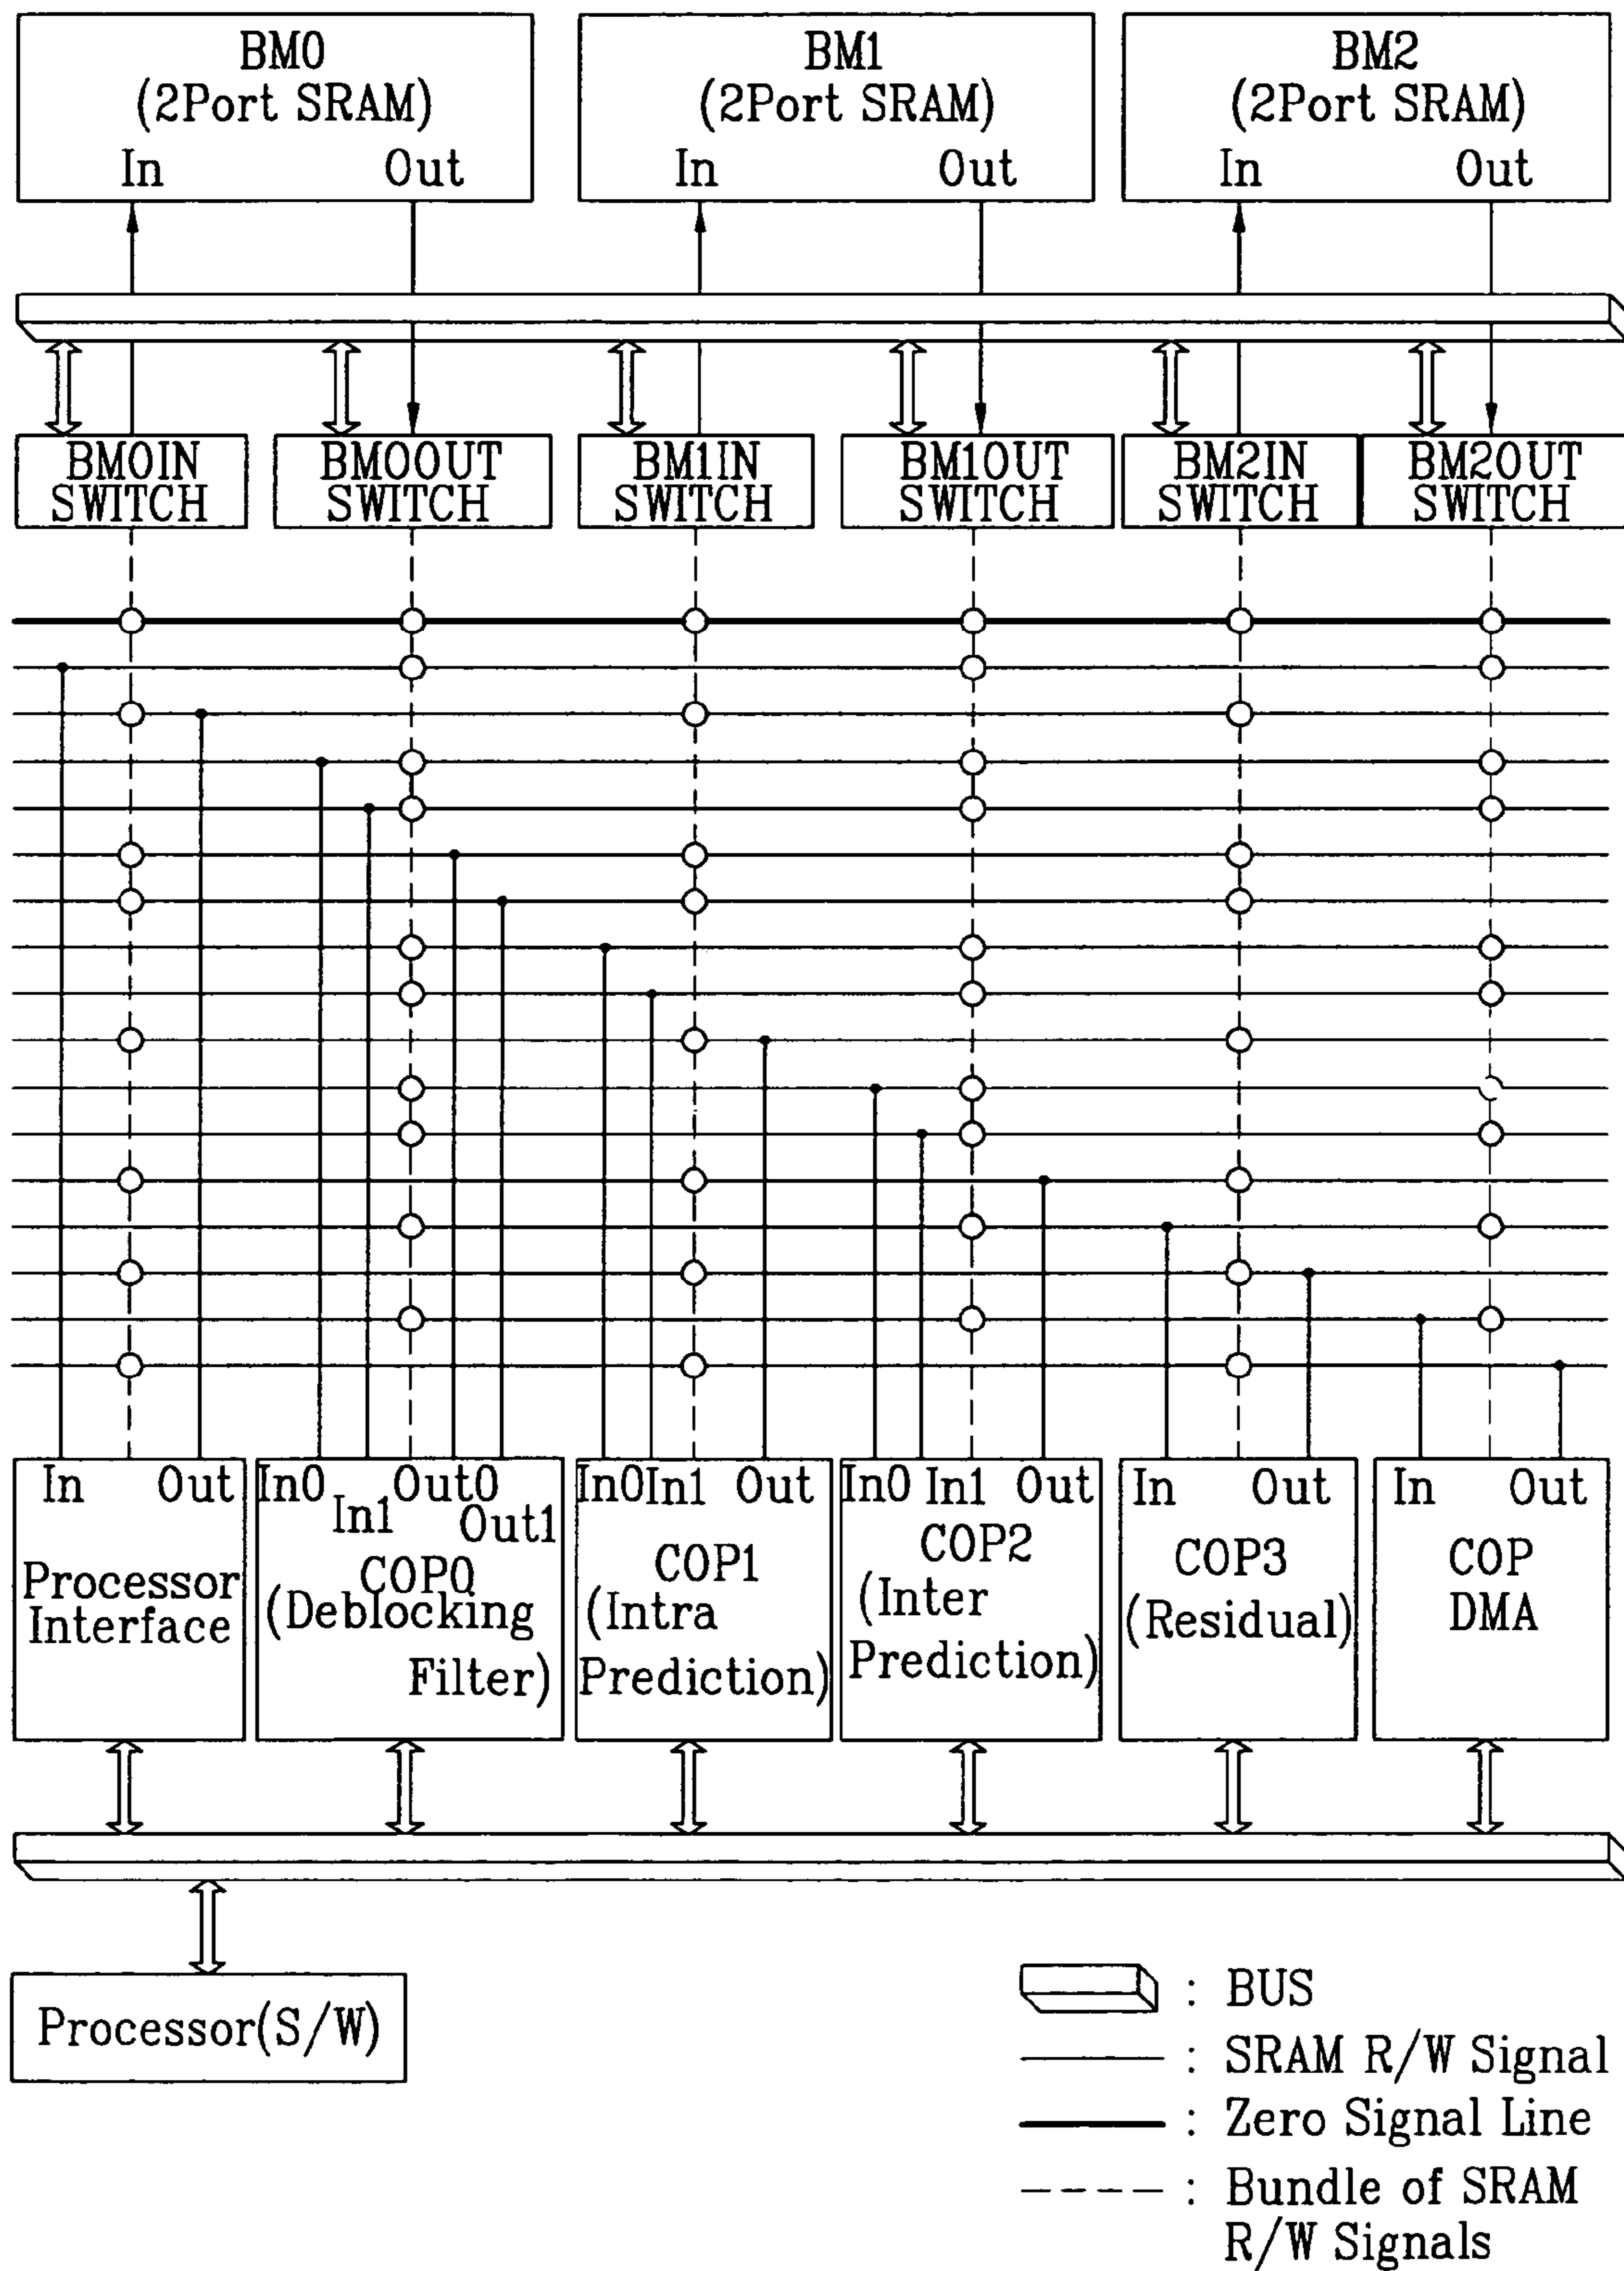 BM0
(2Port SRAM)
In Out
BM1
(2Port SRAM)
In Out
BM2
(2Port SRAM)
In Out
BM0IN
SWITCH
BM0OUT
SWITCH
BM1IN
SWITCH
BM1OUT
SWITCH
BM2IN
SWITCH
BM2OUT
SWITCH
In Out
Processor
Interface
In0 Out0
In1 Out1
COP0
(Deblocking
Filter)
In0 In1 Out
COP1
(Intra
Prediction)
In0 In1 Out
COP2
(Inter
Prediction)
In Out
COP3
(Residual)
In Out
COP
DMA
Processor(S/W)
: BUS
: SRAM R/W Signal
: Zero Signal Line
: Bundle of SRAM
R/W Signals